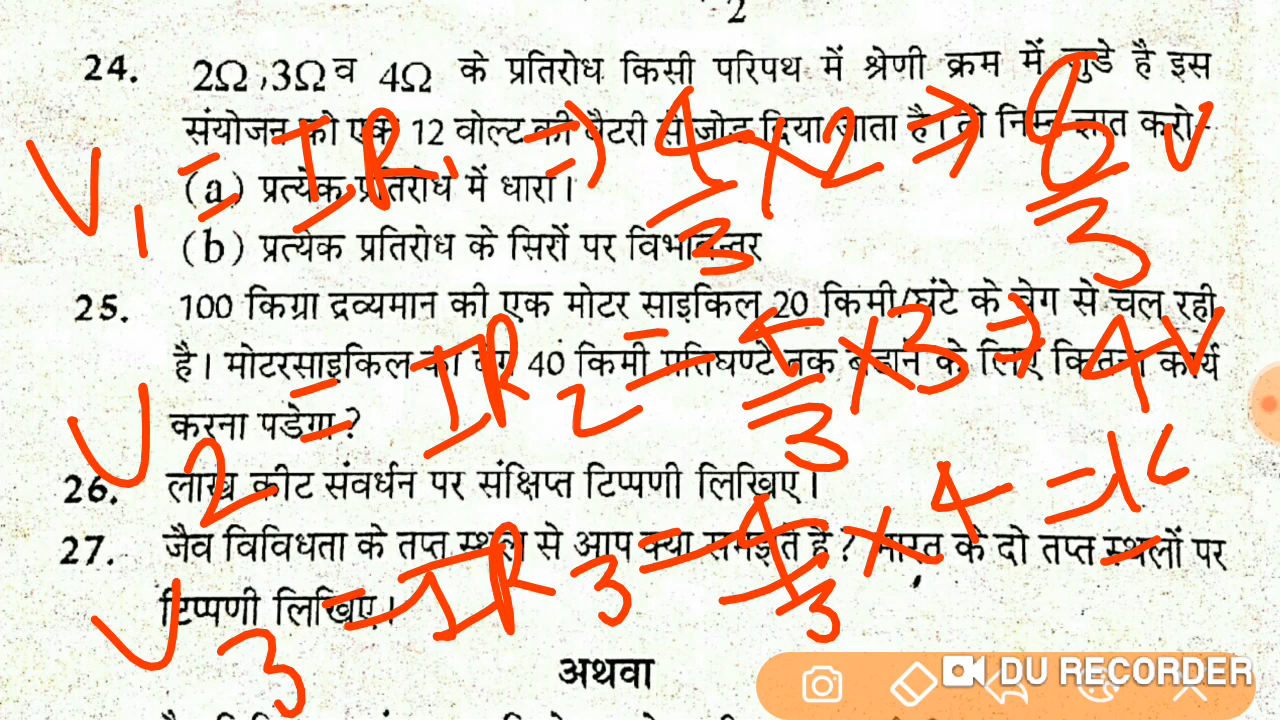 2
24. 2Ω,3Ω व 4Ω के प्रतिरोध किसी परिपथ में श्रेणी क्रम में जुडे है इस
संयोजन को एक 12 वोल्ट की बैटरी से जोड दिया जाता है। तो निम्न ज्ञात करो-
(a) प्रत्येक प्रतिरोध में धारा।
(b) प्रत्येक प्रतिरोध के सिरों पर विभावन्तर
V1 = IR1 ⇒ 4/3 × 2 ⇒ 8/3 V
25. 100 किग्रा द्रव्यमान की एक मोटर साइकिल 20 किमी/घंटे के वेग से चल रही
है। मोटरसाइकिल का वेग 40 किमी प्रतिघण्टे तक बढाने के लिए कितना कार्य
करना पडेगा?
V2 = IR2 = 4/3 × 3 ⇒ 4V
26. लाख कीट संवर्धन पर संक्षिप्त टिप्पणी लिखिए।
27. जैव विविधता के तप्त स्थल से आप क्या समझते है? भारत के दो तप्त स्थलों पर
टिप्पणी लिखिए।
V3 = IR3 = 4/3 × 4 =
अथवा
DU RECORDER